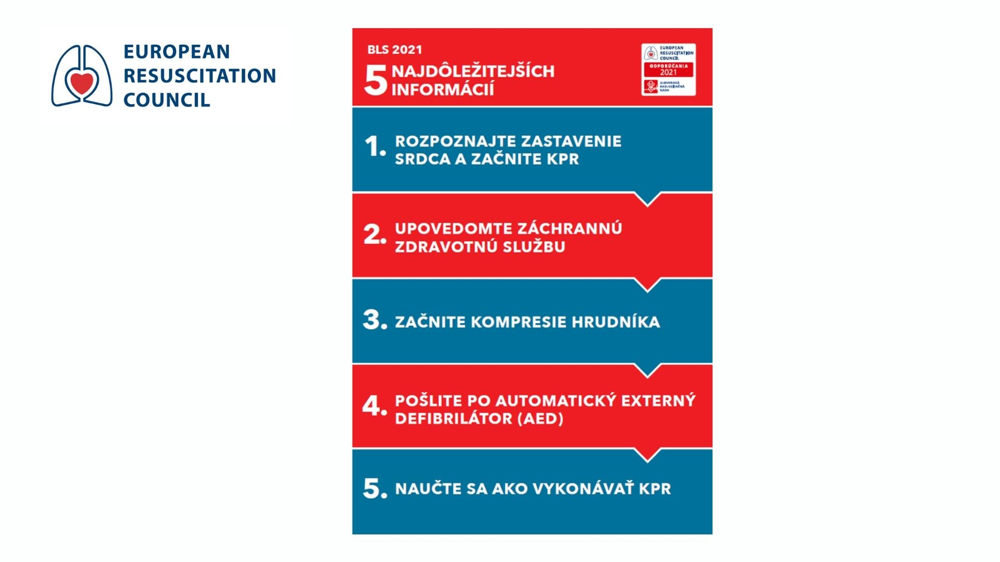 EUROPEAN
RESUSCITATION
COUNCIL
BLS 2021
5 NAJDÔLEŽITEJŠÍCH
INFORMÁCIÍ
EUROPEAN
RESUSCITATION
COUNCIL
ODPORÚČANIA
2021
SLOVENSKÁ
RESUSCITAČNÁ
RADA
1. ROZPOZNAJTE ZASTAVENIE
SRDCA A ZAČNITE KPR
2. UPOVEDOMTE ZÁCHRANNÚ
ZDRAVOTNÚ SLUŽBU
3. ZAČNITE KOMPRESIE HRUDNÍKA
4. POŠLITE PO AUTOMATICKÝ EXTERNÝ
DEFIBRILÁTOR (AED)
5. NAUČTE SA AKO VYKONÁVAŤ KPR